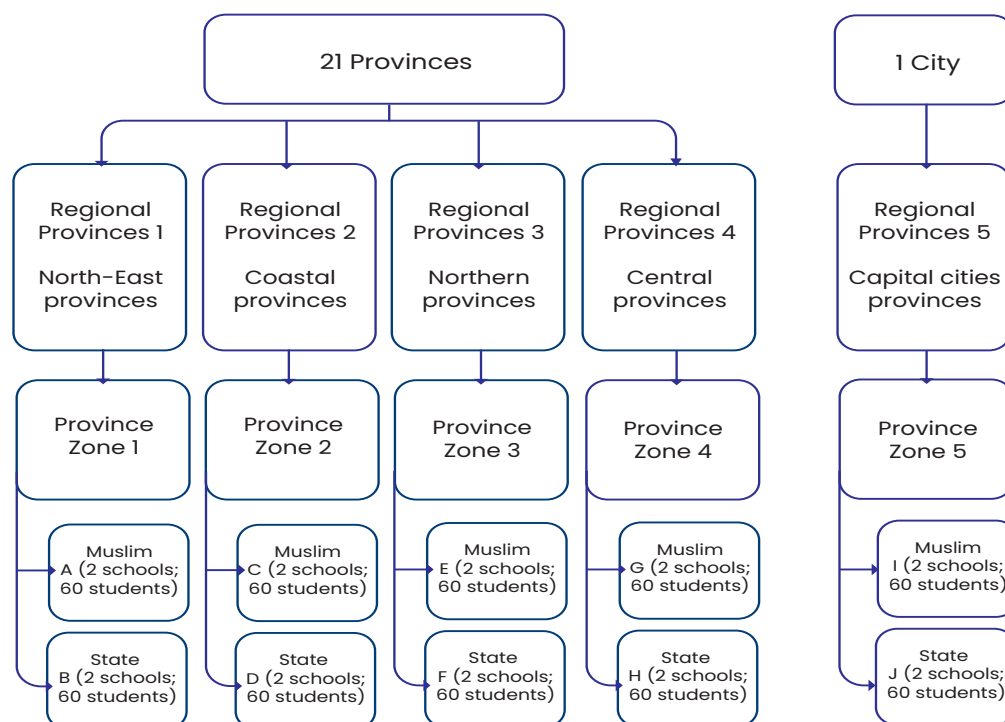 21 Provinces
1 City
Regional
Provinces 1
North-East
provinces
Regional
Provinces 2
Coastal
provinces
Regional
Provinces 3
Northern
provinces
Regional
Provinces 4
Central
provinces
Regional
Provinces 5
Capital cities
provinces
Province
Zone 1
Province
Zone 2
Province
Zone 3
Province
Zone 4
Province
Zone 5
Muslim
A (2 schools;
60 students)
Muslim
C (2 schools;
60 students)
Muslim
E (2 schools;
60 students)
Muslim
G (2 schools;
60 students)
Muslim
I (2 schools;
60 students)
State
B (2 schools;
60 students)
State
D (2 schools;
60 students)
State
F (2 schools;
60 students)
State
H (2 schools;
60 students)
State
J (2 schools;
60 students)